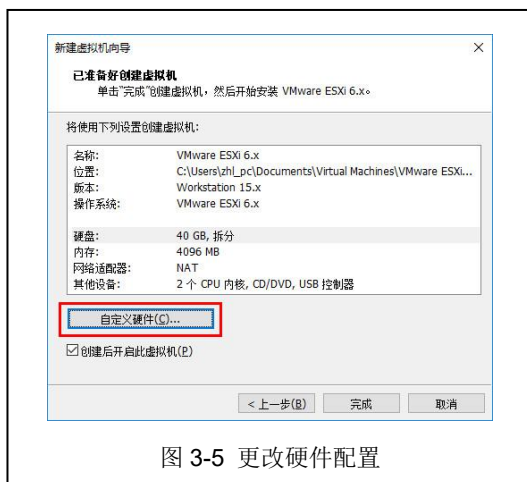 新建虚拟机向导
已准备好创建虚拟机
单击"完成"创建虚拟机，然后开始安装 VMware ESXi 6.x。
将使用下列设置创建虚拟机:
名称: VMware ESXi 6.x
位置: C:\Users\zhl_pc\Documents\Virtual Machines\VMware ESXi...
版本: Workstation 15.x
操作系统: VMware ESXi 6.x
硬盘: 40 GB, 拆分
内存: 4096 MB
网络适配器: NAT
其他设备: 2 个 CPU 内核, CD/DVD, USB 控制器
自定义硬件(C)...
创建后开启此虚拟机(P)
< 上一步(B) 完成 取消
图 3-5 更改硬件配置